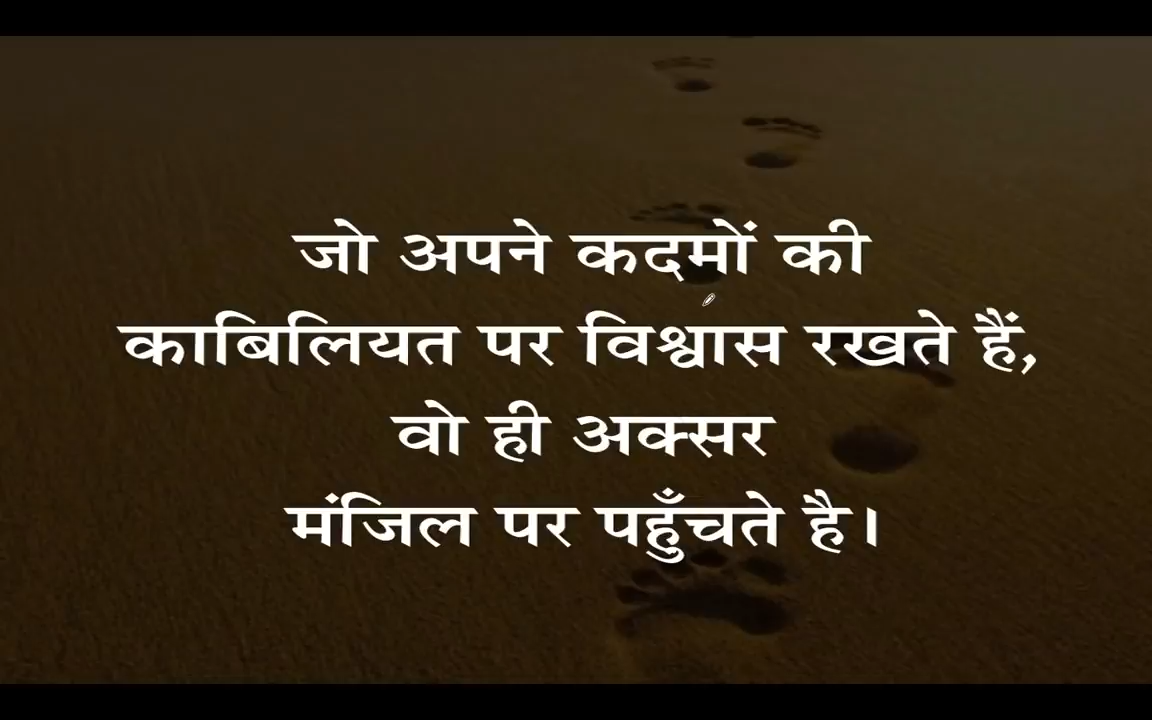 जो अपने कदमों की
काबिलियत पर विश्वास रखते हैं,
वो ही अक्सर
मंजिल पर पहुँचते है।